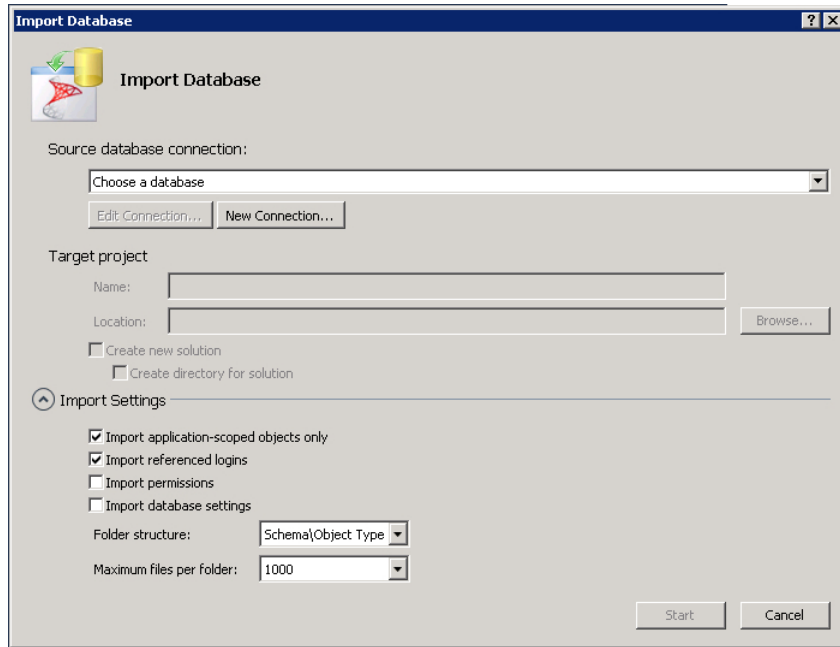 Import Database
Import Database
Source database connection:
Choose a database
Edit Connection... New Connection...
Target project
Name:
Location: Browse...
Create new solution
Create directory for solution
Import Settings
Import application-scoped objects only
Import referenced logins
Import permissions
Import database settings
Folder structure: Schema\Object Type
Maximum files per folder: 1000
Start Cancel